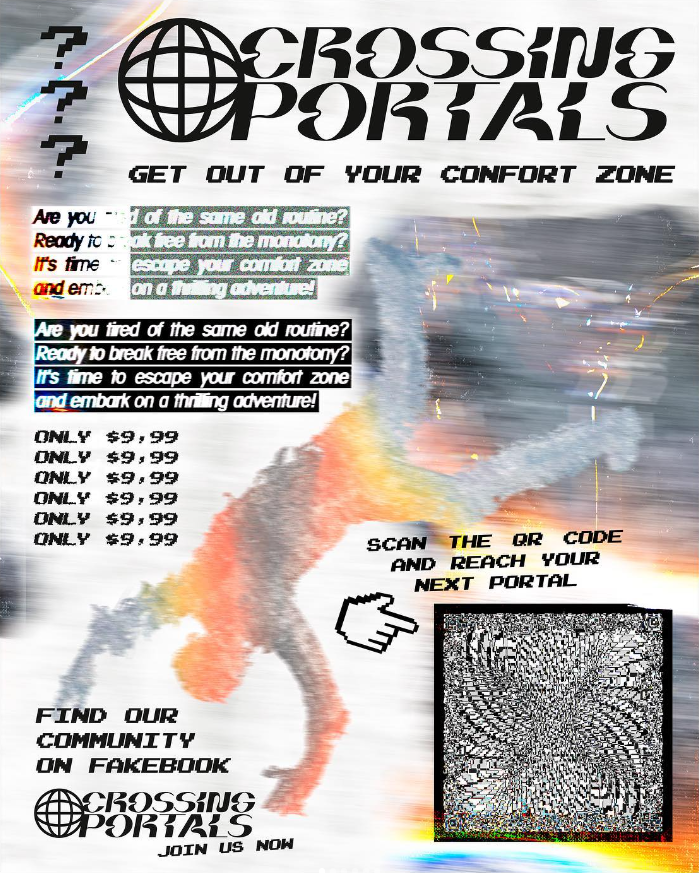 ?
?
?
CROSSING
PORTALS
GET OUT OF YOUR CONFORT ZONE
Are you tired of the same old routine?
Ready to break free from the monotony?
It's time to escape your comfort zone
and embark on a thrilling adventure!
Are you tired of the same old routine?
Ready to break free from the monotony?
It's time to escape your comfort zone
and embark on a thrilling adventure!
ONLY $9,99
ONLY $9,99
ONLY $9,99
ONLY $9,99
ONLY $9,99
ONLY $9,99
SCAN THE QR CODE
AND REACH YOUR
NEXT PORTAL
FIND OUR
COMMUNITY
ON FAKEBOOK
CROSSING
PORTALS
JOIN US NOW